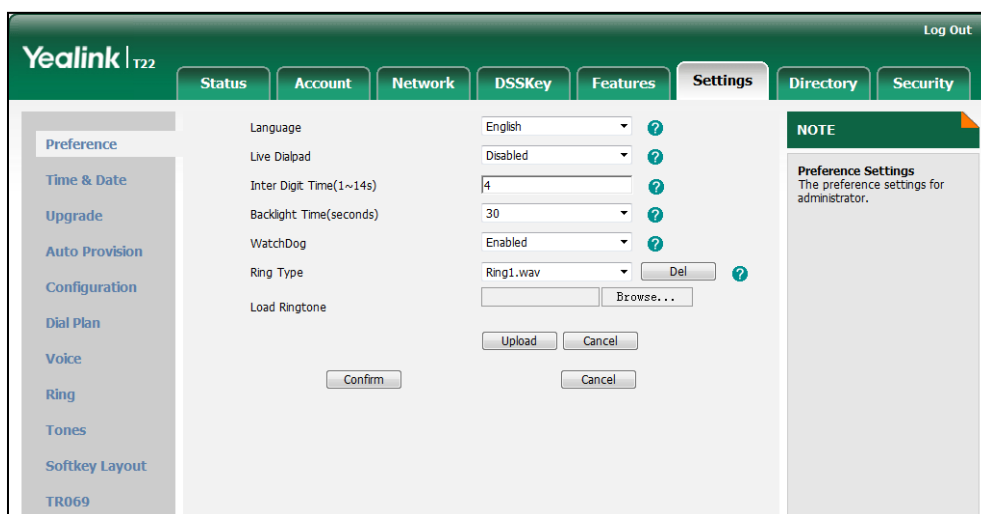 Log Out
Yealink T22
Status Account Network DSSKey Features Settings Directory Security
Preference
Time & Date
Upgrade
Auto Provision
Configuration
Dial Plan
Voice
Ring
Tones
Softkey Layout
TR069
Language English ?
Live Dialpad Disabled ?
Inter Digit Time(1~14s) 4 ?
Backlight Time(seconds) 30 ?
WatchDog Enabled ?
Ring Type Ring1.wav Del ?
Load Ringtone Browse...
Upload Cancel
Confirm Cancel
NOTE
Preference Settings
The preference settings for
administrator.